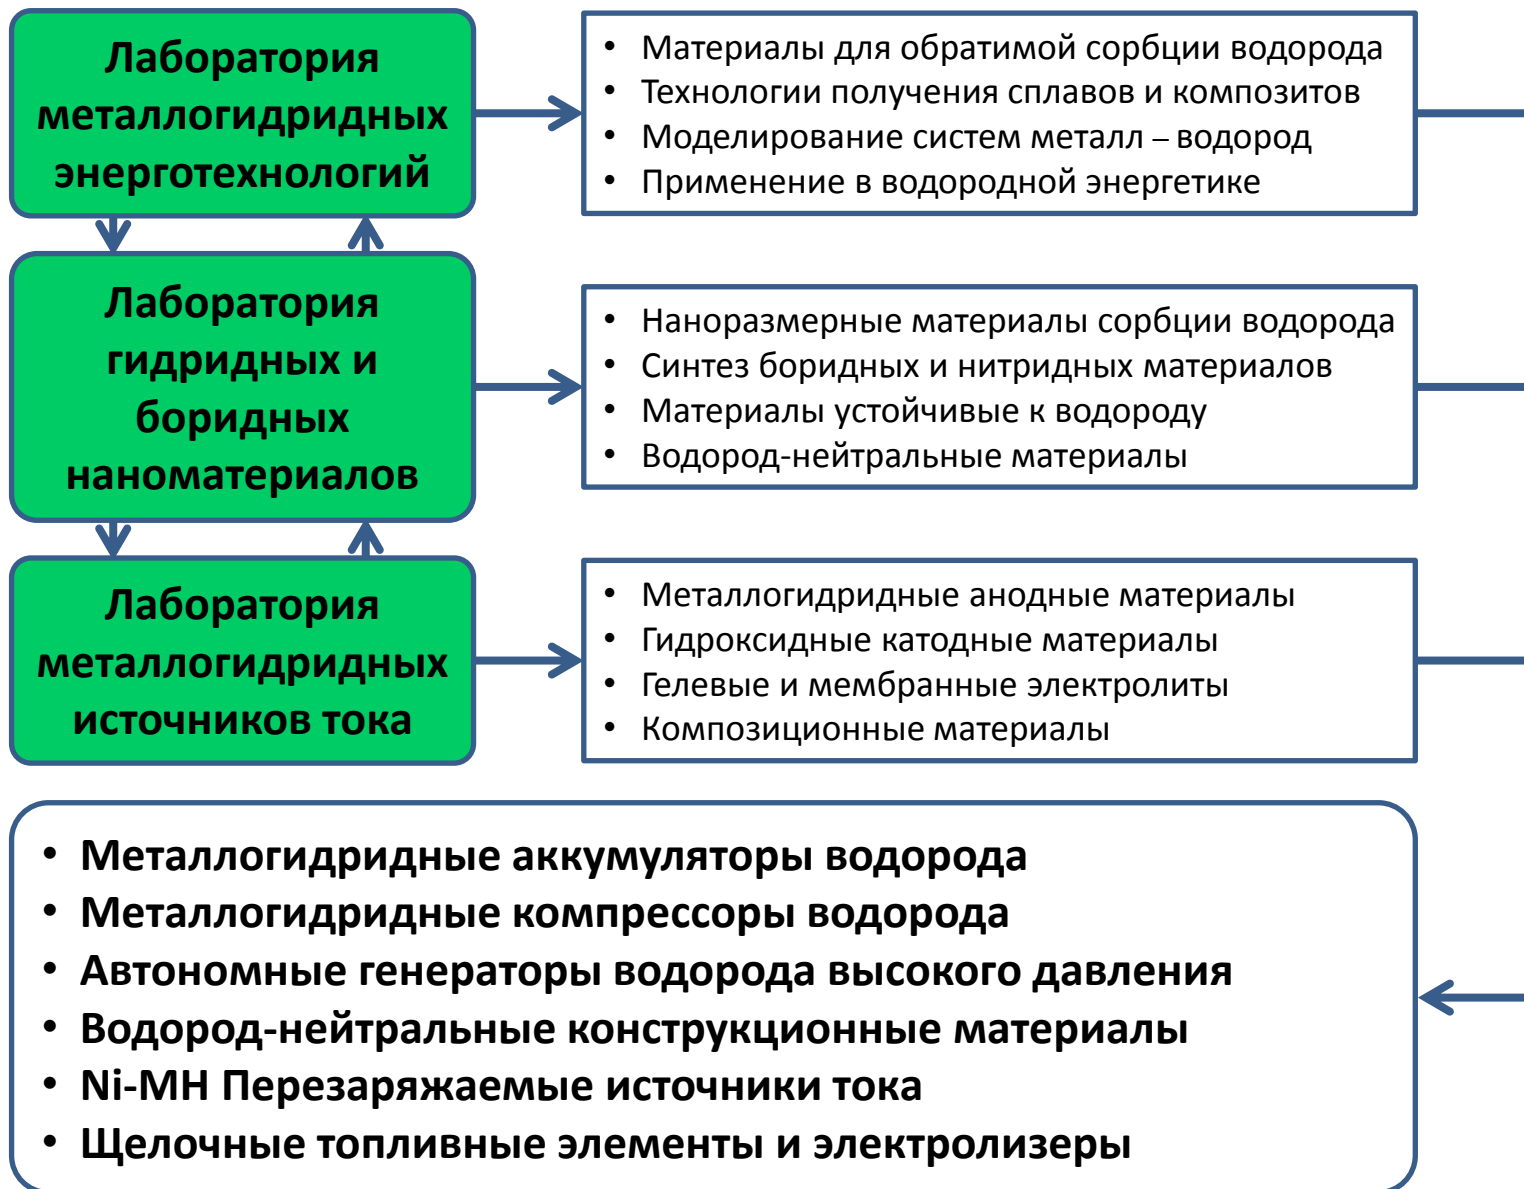 Лаборатория
металлогидридных
энерготехнологий
• Материалы для обратимой сорбции водорода
• Технологии получения сплавов и композитов
• Моделирование систем металл – водород
• Применение в водородной энергетике
Лаборатория
гидридных и
боридных
наноматериалов
• Наноразмерные материалы сорбции водорода
• Синтез боридных и нитридных материалов
• Материалы устойчивые к водороду
• Водород-нейтральные материалы
Лаборатория
металлогидридных
источников тока
• Металлогидридные анодные материалы
• Гидроксидные катодные материалы
• Гелевые и мембранные электролиты
• Композиционные материалы
• Металлогидридные аккумуляторы водорода
• Металлогидридные компрессоры водорода
• Автономные генераторы водорода высокого давления
• Водород-нейтральные конструкционные материалы
• Ni-MH Перезаряжаемые источники тока
• Щелочные топливные элементы и электролизеры